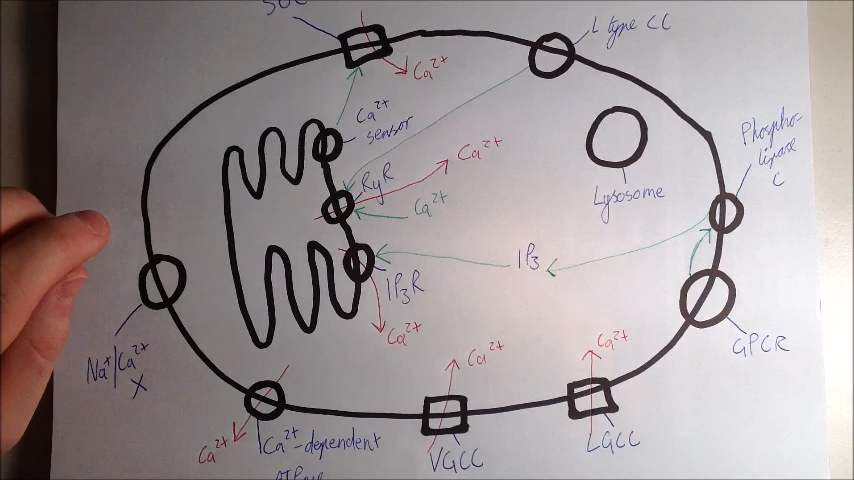 SOC
L type CC
Ca²⁺
Ca²⁺
sensor
Phospho-
lipase
C
Ca²⁺
RyR
Lysosome
Ca²⁺
IP₃
IP₃R
Ca²⁺
Ca²⁺
Ca²⁺
GPCR
Na⁺/Ca²⁺
X
Ca²⁺
Ca²⁺-dependent
LGCC
VGCC